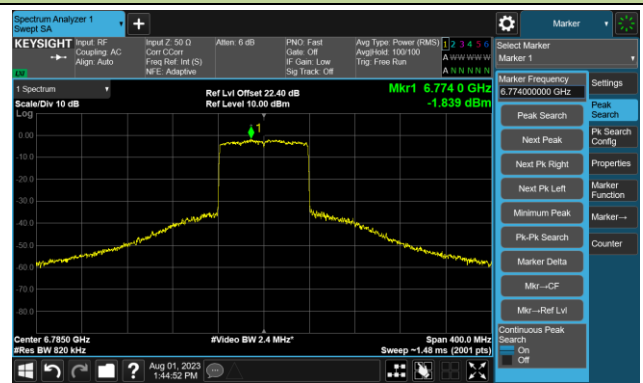 Spectrum Analyzer 1
Swept SA
+
Marker
KEYSIGHT
Input: RF
Coupling: AC
Align: Auto
Input Z: 50 Ω
Corr CCorr
Freq Ref: Int (S)
NFE: Adaptive
Atten: 6 dB
PNO: Fast
Gate: Off
IF Gain: Low
Sig Track: Off
Avg Type: Power (RMS)
Avg|Hold: 100/100
Trig: Free Run
1 2 3 4 5 6
A W W W W W
A N N N N N
LVI
Select Marker
Marker 1
1 Spectrum
Scale/Div 10 dB
Log
Ref Lvl Offset 22.40 dB
Ref Level 10.00 dBm
Mkr1 6.774 0 GHz
-1.839 dBm
1
0.00
-10.0
-20.0
-30.0
-40.0
-50.0
-60.0
-70.0
-80.0
Center 6.7850 GHz
#Res BW 820 kHz
#Video BW 2.4 MHz*
Span 400.0 MHz
Sweep ~1.48 ms (2001 pts)
Marker Frequency
6.774000000 GHz
Peak Search
Next Peak
Next Pk Right
Next Pk Left
Minimum Peak
Pk-Pk Search
Marker Delta
Mkr→CF
Mkr→Ref Lvl
Continuous Peak
Search
On
Off
Settings
Peak
Search
Pk Search
Config
Properties
Marker
Function
Marker→
Counter
?
Aug 01, 2023
1:44:52 PM